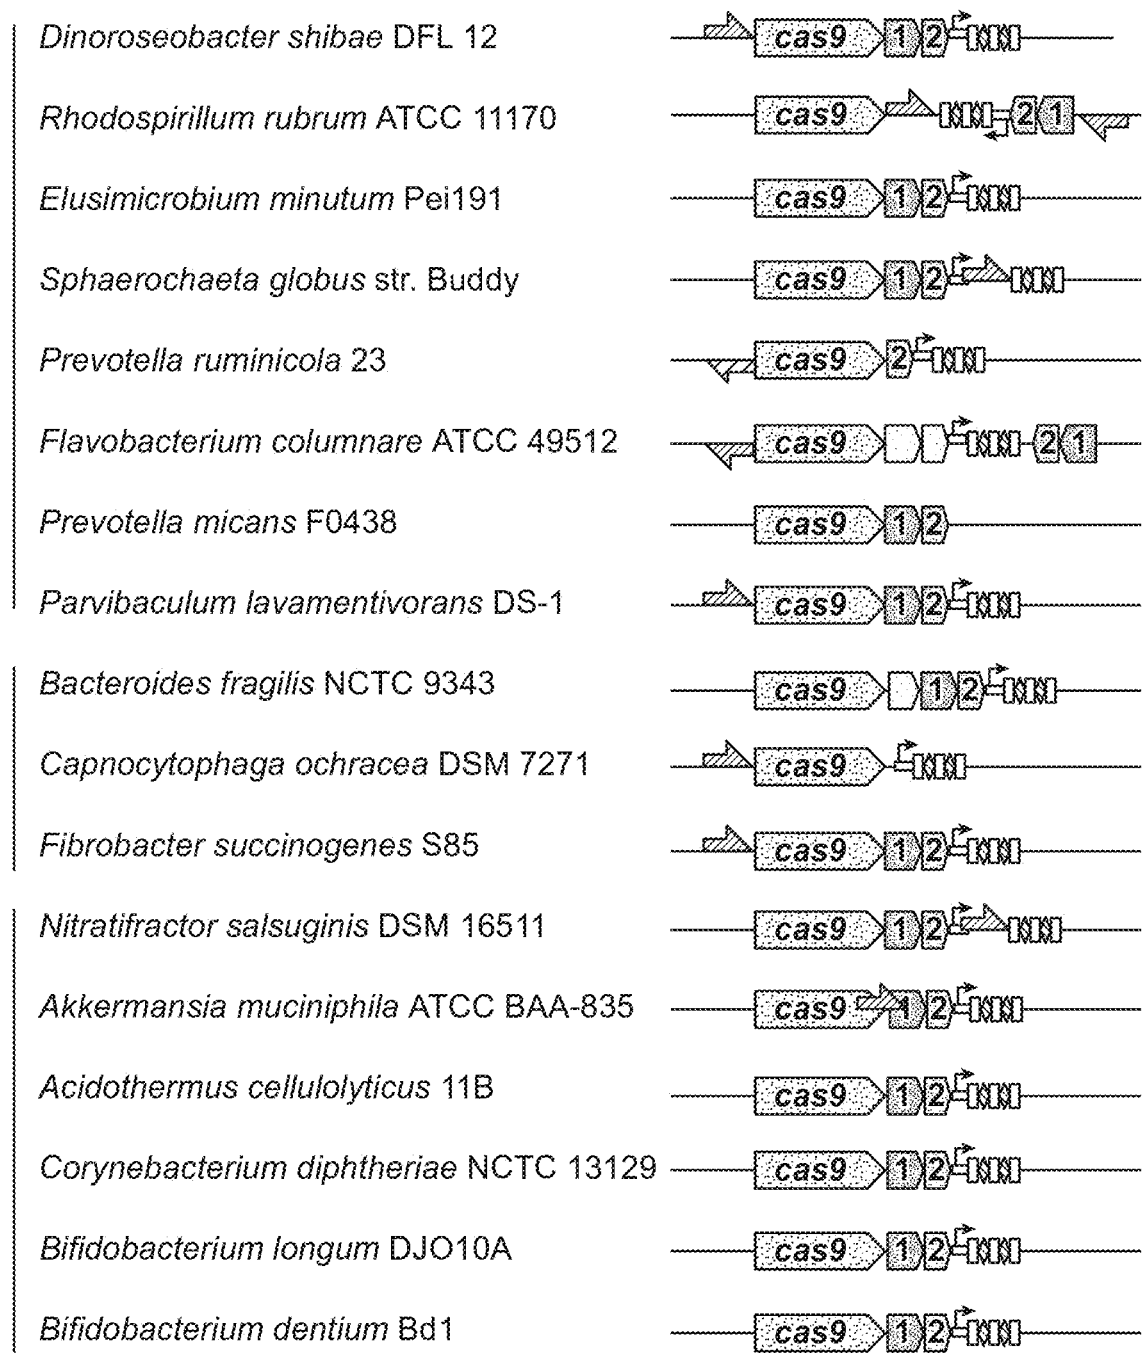 Dinoroseobacter shibae DFL 12 cas9 1 2
Rhodospirillum rubrum ATCC 11170 cas9 2 1
Elusimicrobium minutum Pei191 cas9 1 2
Sphaerochaeta globus str. Buddy cas9 1 2
Prevotella ruminicola 23 cas9 2
Flavobacterium columnare ATCC 49512 cas9 2 1
Prevotella micans F0438 cas9 1 2
Parvibaculum lavamentivorans DS-1 cas9 1 2
Bacteroides fragilis NCTC 9343 cas9 1 2
Capnocytophaga ochracea DSM 7271 cas9
Fibrobacter succinogenes S85 cas9 1 2
Nitratifractor salsuginis DSM 16511 cas9 1 2
Akkermansia muciniphila ATCC BAA-835 cas9 1 2
Acidothermus cellulolyticus 11B cas9 1 2
Corynebacterium diphtheriae NCTC 13129 cas9 1 2
Bifidobacterium longum DJO10A cas9 1 2
Bifidobacterium dentium Bd1 cas9 1 2